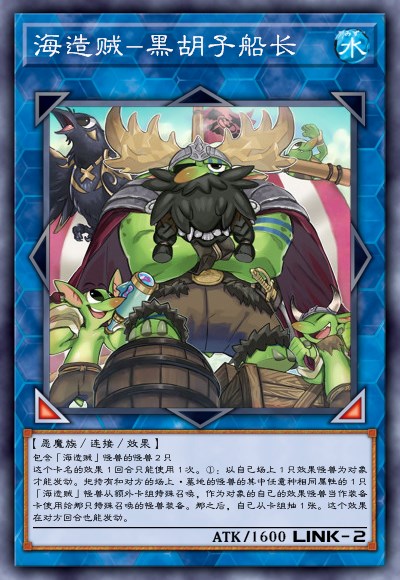 海造贼-黑胡子船长
水
【恶魔族/连接/效果】
包含「海造贼」怪兽的怪兽2只
这个卡名的效果1回合只能使用1次。①：以自己场上1只效果怪兽为对象
才能发动。把持有和对方的场上·墓地的怪兽的其中任意种相同属性的1只
「海造贼」怪兽从额外卡组特殊召唤，作为对象的自己的效果怪兽当作装备
卡使用给那只特殊召唤的怪兽装备。那之后，自己从卡组抽1张。这个效果
在对方回合也能发动。
ATK/1600 LINK-2